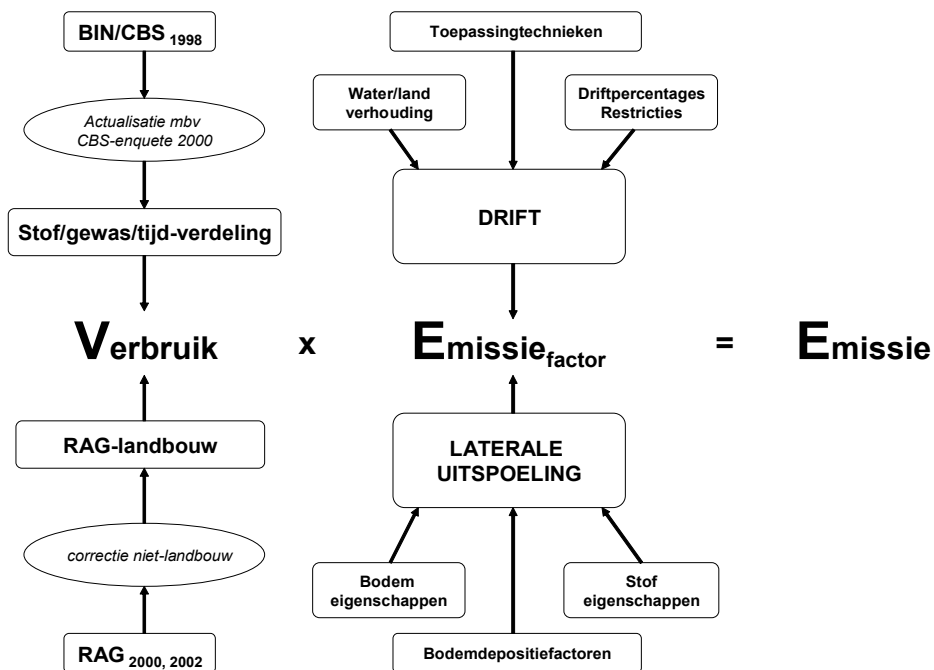 BIN/CBS 1998
Toepassingtechnieken
Water/land
verhouding
Driftpercentages
Restricties
Actualisatie mbv
CBS-enquete 2000
Stof/gewas/tijd-verdeling
DRIFT
Verbruik x Emissiefactor = Emissie
RAG-landbouw
LATERALE
UITSPOELING
correctie niet-landbouw
Bodem
eigenschappen
Stof
eigenschappen
RAG 2000, 2002
Bodemdepositiefactoren